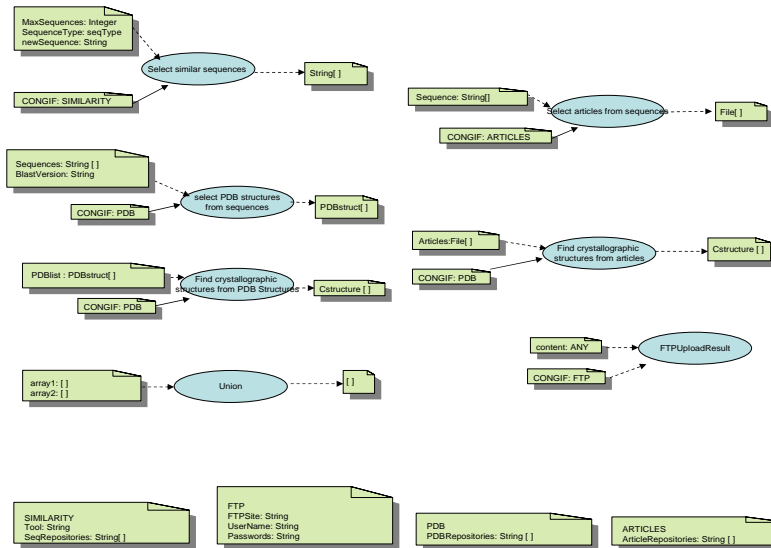 MaxSequences: Integer
SequenceType: seqType
newSequence: String
Select similar sequences
String[ ]
CONGIF: SIMILARITY
Sequence: String[]
Select articles from sequences
File[ ]
CONGIF: ARTICLES
Sequences: String [ ]
BlastVersion: String
select PDB structures
from sequences
PDBstruct[ ]
CONGIF: PDB
Articles:File[ ]
Find crystallographic
structures from articles
Cstructure [ ]
CONGIF: PDB
PDBlist : PDBstruct[ ]
Find crystallographic
structures from PDB Structures
Cstructure [ ]
CONGIF: PDB
content: ANY
FTPUploadResult
CONGIF: FTP
array1: [ ]
array2: [ ]
Union
[ ]
SIMILARITY
Tool: String
SeqRepositories: String[ ]
FTP
FTPSite: String
UserName: String
Passwords: String
PDB
PDBRepositories: String [ ]
ARTICLES
ArticleRepositories: String [ ]